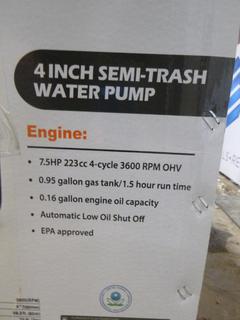 4 INCH SEMI-TRASH
WATER PUMP
Engine:
• 7.5HP 223cc 4-cycle 3600 RPM OHV
• 0.95 gallon gas tank/1.5 hour run time
• 0.16 gallon engine oil capacity
• Automatic Low Oil Shut Off
• EPA approved